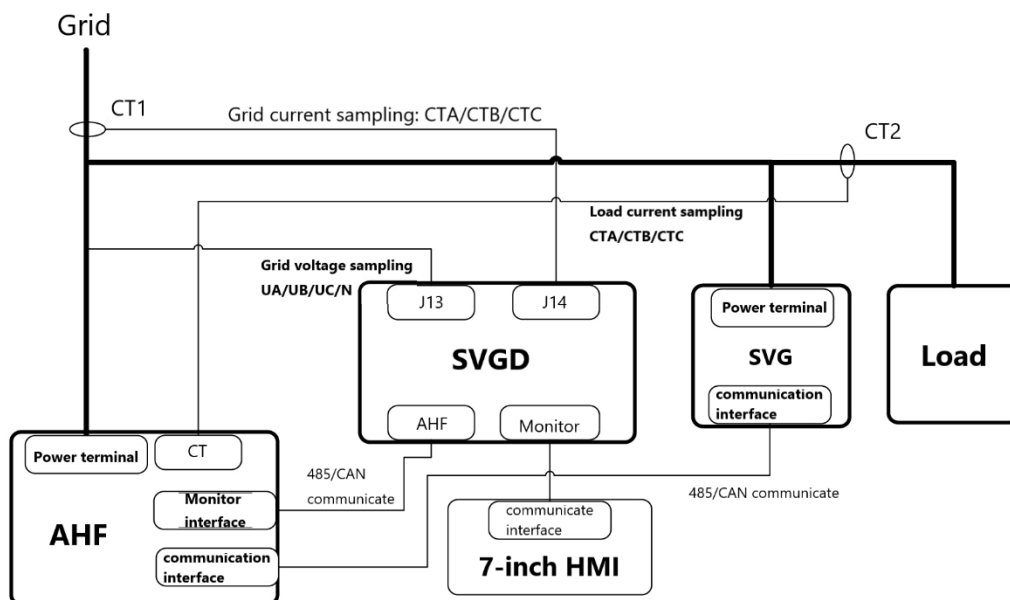 Grid
CT1
Grid current sampling: CTA/CTB/CTC
CT2
Load current sampling
CTA/CTB/CTC
Grid voltage sampling
UA/UB/UC/N
J13
J14
Power terminal
SVGD
SVG
Load
communication
interface
AHF
Monitor
Power terminal
CT
485/CAN
communicate
485/CAN communicate
Monitor
interface
AHF
communicate
interface
communication
interface
7-inch HMI